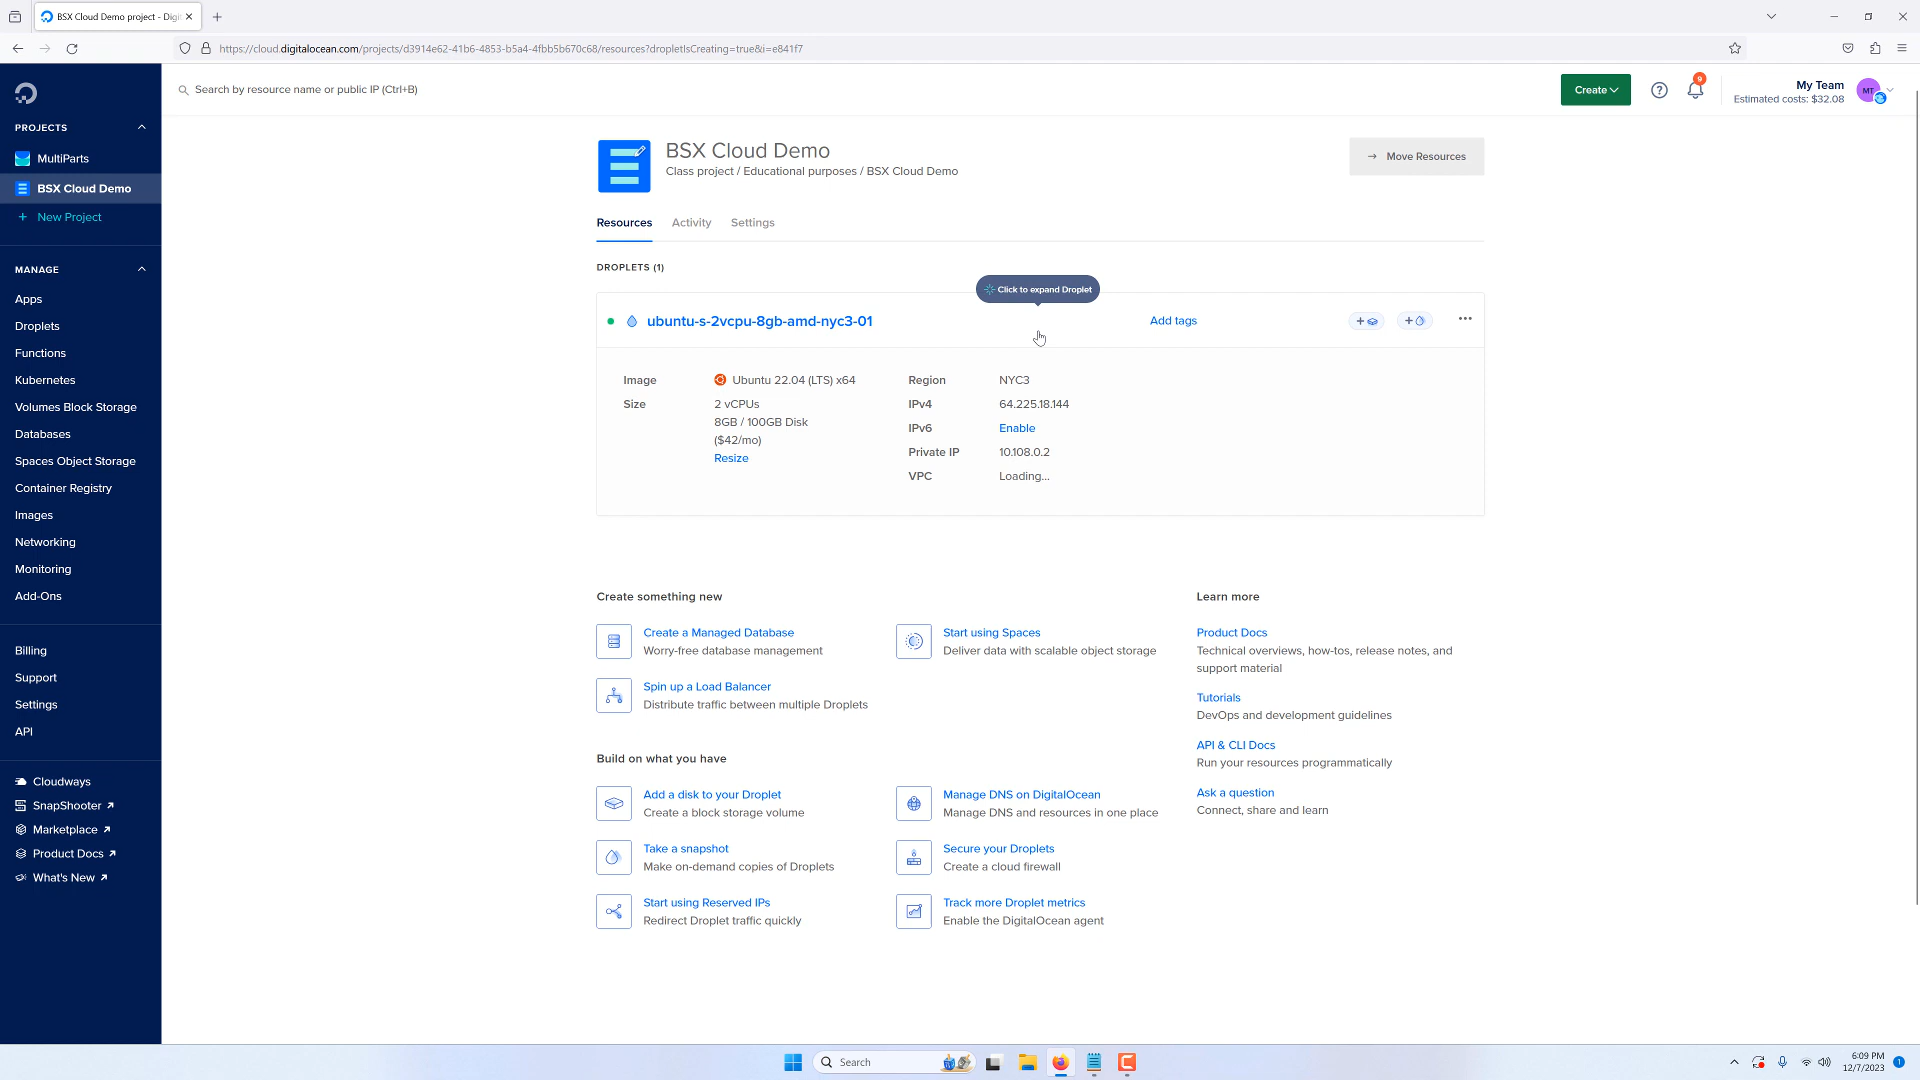 BSX Cloud Demo project - Digi
https://cloud.digitalocean.com/projects/d3914e62-41b6-4853-b5a4-4fbb5b670c68/resources?dropletIsCreating=true&i=e841f7
Search by resource name or public IP (Ctrl+B)
Create
9
My Team
Estimated costs: $32.08
MT
PROJECTS
MultiParts
BSX Cloud Demo
+ New Project
MANAGE
Apps
Droplets
Functions
Kubernetes
Volumes Block Storage
Databases
Spaces Object Storage
Container Registry
Images
Networking
Monitoring
Add-Ons
Billing
Support
Settings
API
Cloudways
SnapShooter
Marketplace
Product Docs
What's New
BSX Cloud Demo
Class project / Educational purposes / BSX Cloud Demo
Move Resources
Resources Activity Settings
DROPLETS (1)
Click to expand Droplet
ubuntu-s-2vcpu-8gb-amd-nyc3-01
Add tags
Image Ubuntu 22.04 (LTS) x64
Size 2 vCPUs
8GB / 100GB Disk
($42/mo)
Resize
Region NYC3
IPv4 64.225.18.144
IPv6 Enable
Private IP 10.108.0.2
VPC Loading...
Create something new
Create a Managed Database
Worry-free database management
Start using Spaces
Deliver data with scalable object storage
Spin up a Load Balancer
Distribute traffic between multiple Droplets
Build on what you have
Add a disk to your Droplet
Create a block storage volume
Manage DNS on DigitalOcean
Manage DNS and resources in one place
Take a snapshot
Make on-demand copies of Droplets
Secure your Droplets
Create a cloud firewall
Start using Reserved IPs
Redirect Droplet traffic quickly
Track more Droplet metrics
Enable the DigitalOcean agent
Learn more
Product Docs
Technical overviews, how-tos, release notes, and
support material
Tutorials
DevOps and development guidelines
API & CLI Docs
Run your resources programmatically
Ask a question
Connect, share and learn
Search
6:09 PM
12/7/2023
1